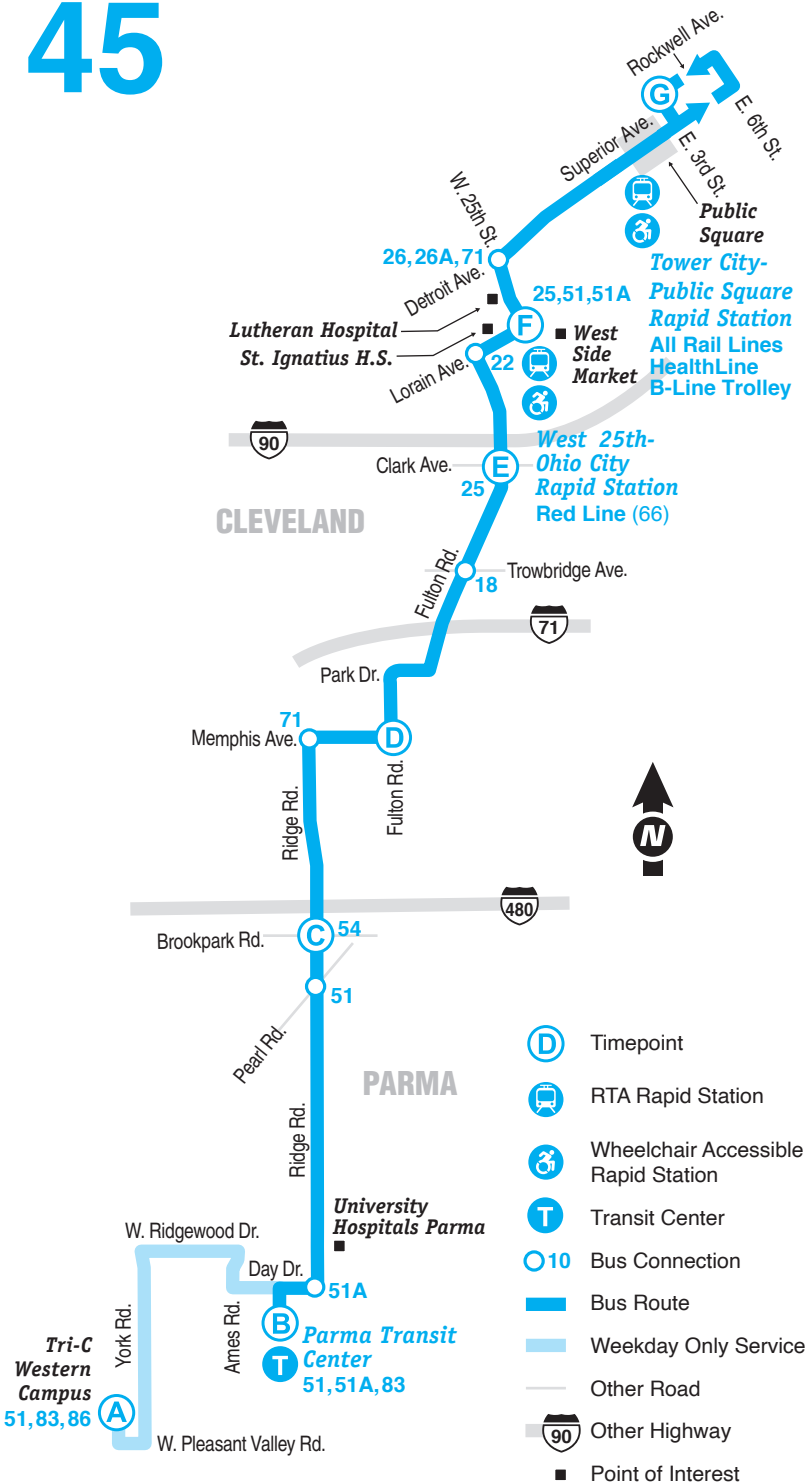 45
Rockwell Ave.
G
E. 6th St.
Superior Ave.
E. 3rd St.
Public
Square
W. 25th St.
26, 26A, 71
Detroit Ave.
Tower City-
Public Square
Rapid Station
All Rail Lines
HealthLine
B-Line Trolley
25,51,51A
F
Lutheran Hospital
St. Ignatius H.S.
West
Side
Market
Lorain Ave.
22
90
West 25th-
Ohio City
Rapid Station
Red Line (66)
Clark Ave.
E
25
CLEVELAND
Fulton Rd.
Trowbridge Ave.
18
71
Park Dr.
71
Memphis Ave.
D
Ridge Rd.
Fulton Rd.
N
480
Brookpark Rd.
C
54
51
Pearl Rd.
PARMA
Ridge Rd.
University
Hospitals Parma
W. Ridgewood Dr.
Day Dr.
51A
York Rd.
Ames Rd.
B
T
Parma Transit
Center
51,51A,83
Tri-C
Western
Campus
51,83,86
A
W. Pleasant Valley Rd.
D Timepoint
RTA Rapid Station
Wheelchair Accessible
Rapid Station
T Transit Center
10 Bus Connection
Bus Route
Weekday Only Service
Other Road
90 Other Highway
Point of Interest